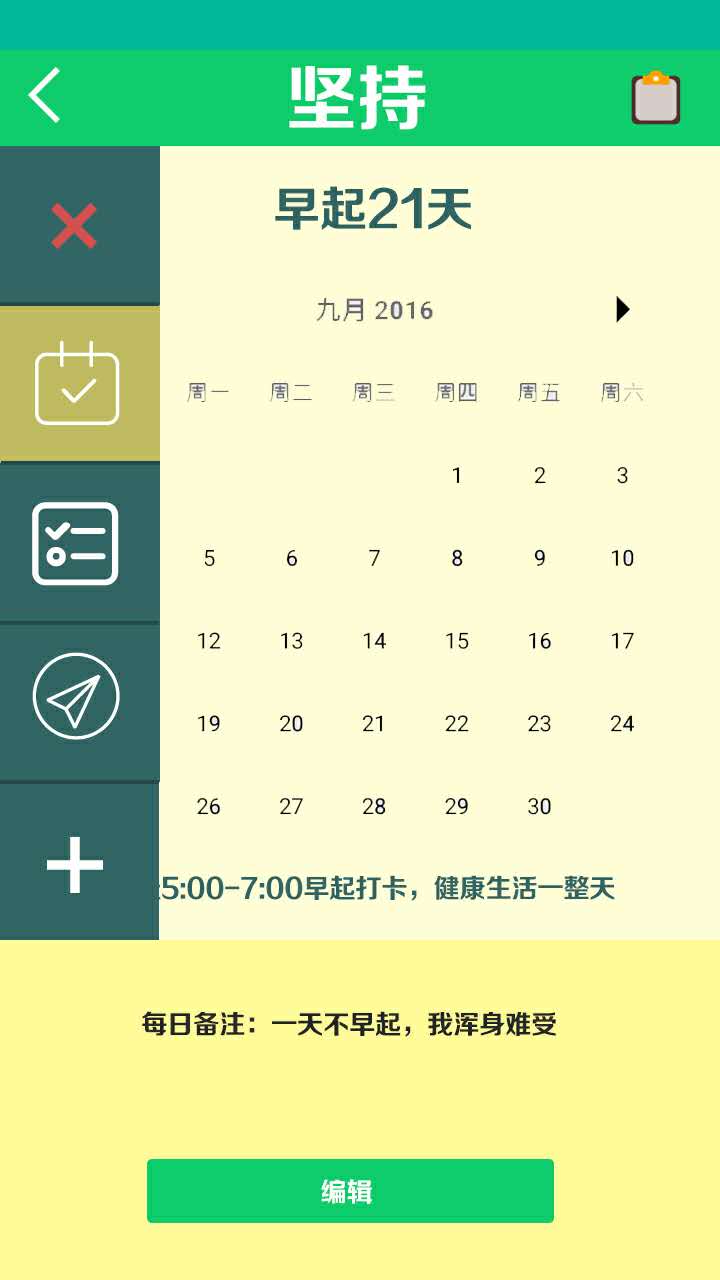 坚持
早起21天
九月 2016
周一 周二 周三 周四 周五 周六
1 2 3
5 6 7 8 9 10
12 13 14 15 16 17
19 20 21 22 23 24
26 27 28 29 30
5:00-7:00早起打卡，健康生活一整天
每日备注：一天不早起，我浑身难受
编辑